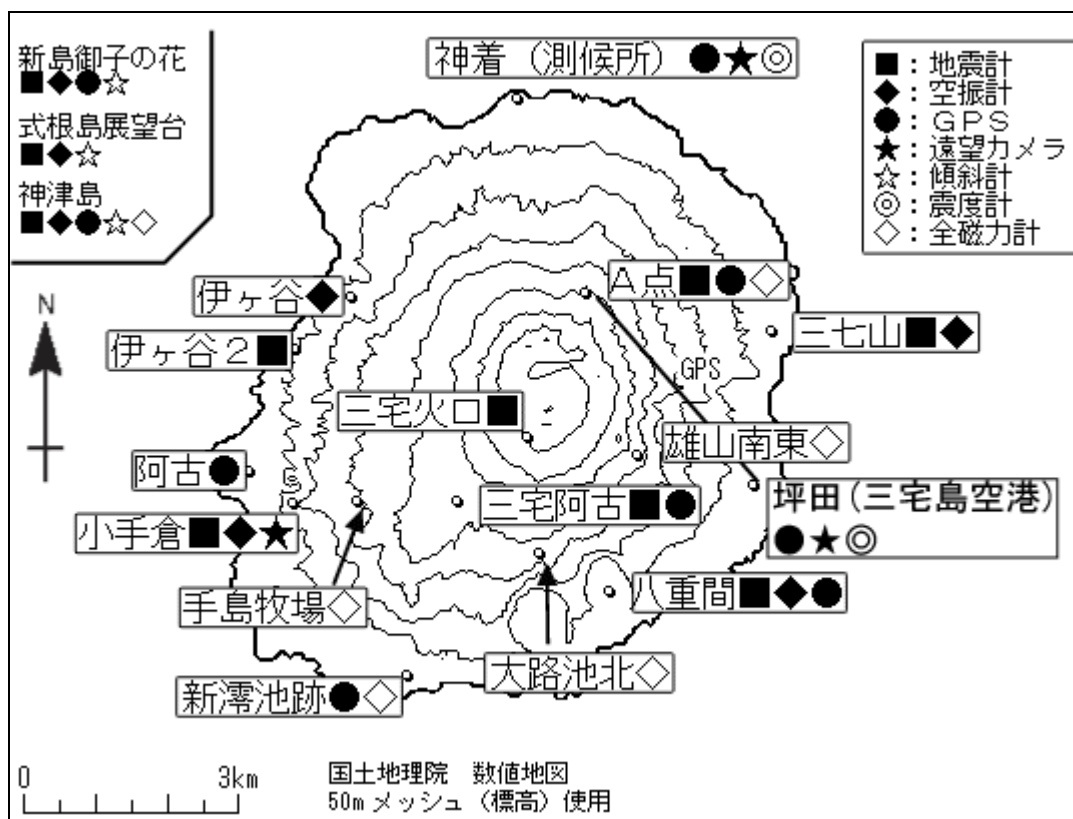 新島御子の花
■◆●☆
式根島展望台
■◆☆
神津島
■◆●☆◇
神着（測候所） ●★◎
■：地震計
◆：空振計
●：ＧＰＳ
★：遠望カメラ
☆：傾斜計
◎：震度計
◇：全磁力計
N
伊ヶ谷◆
伊ヶ谷２■
Ａ点■●◇
三七山■◆
GPS
三宅火口■
雄山南東◇
阿古●
三宅阿古■●
坪田(三宅島空港)
●★◎
小手倉■◆★
手島牧場◇
八重間■◆●
大路池北◇
新澪池跡●◇
0 3km
国土地理院 数値地図
50mメッシュ（標高）使用